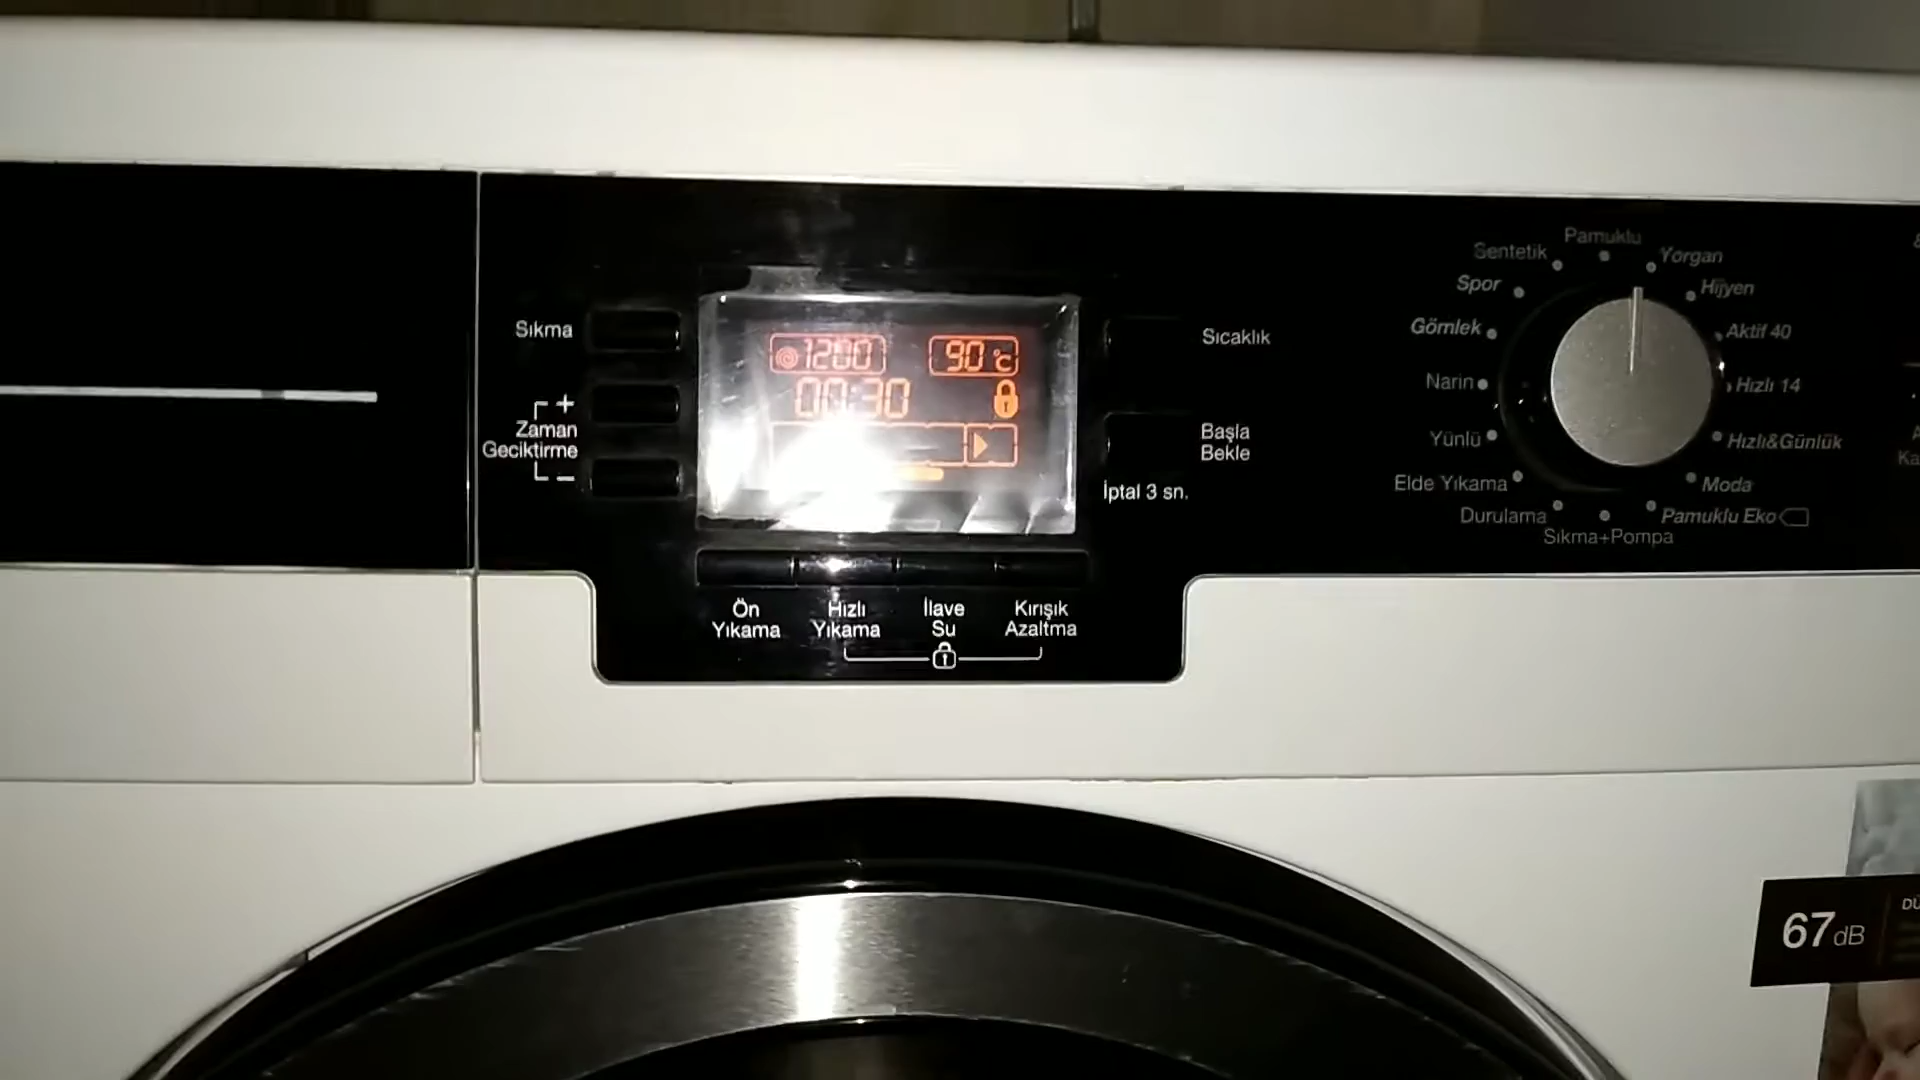 Sıkma
+
Zaman
Geciktirme
−
1200
90 °C
00:30
Sıcaklık
Başla
Bekle
İptal 3 sn.
Ön
Yıkama
Hızlı
Yıkama
İlave
Su
Kırışık
Azaltma
Pamuklu
Sentetik
Yorgan
Spor
Hijyen
Gömlek
Aktif 40
Narin
Hızlı 14
Yünlü
Hızlı&Günlük
Elde Yıkama
Moda
Durulama
Pamuklu Eko
Sıkma+Pompa
67dB